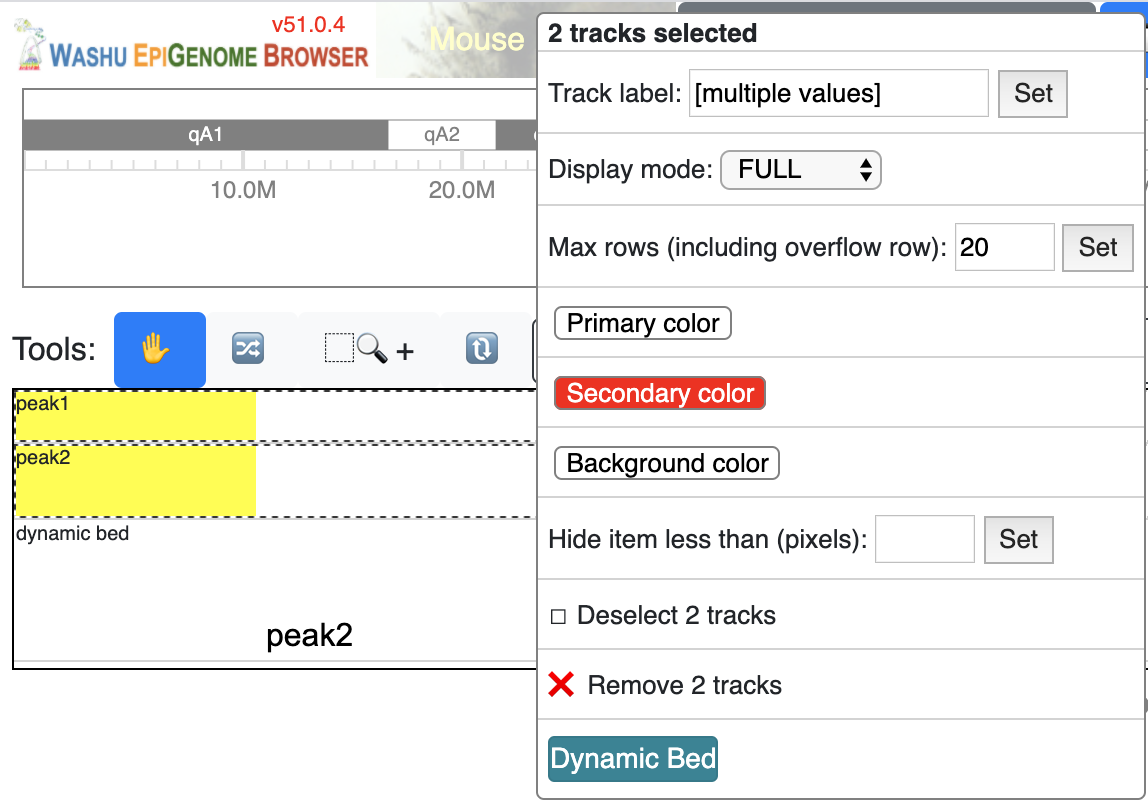 v51.0.4
WASHU EPIGENOME BROWSER
Mouse
qA1
qA2
10.0M
20.0M
Tools:
+
peak1
peak2
dynamic bed
peak2
2 tracks selected
Track label: [multiple values] Set
Display mode: FULL
Max rows (including overflow row): 20 Set
Primary color
Secondary color
Background color
Hide item less than (pixels): Set
Deselect 2 tracks
Remove 2 tracks
Dynamic Bed